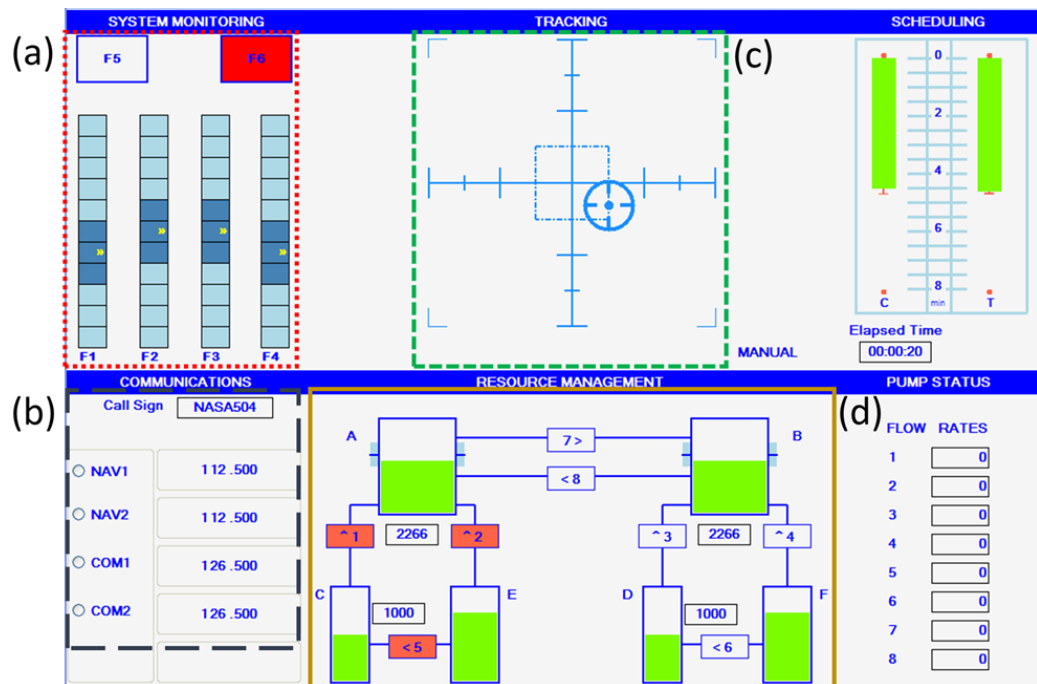 SYSTEM MONITORING
TRACKING
SCHEDULING
(a)
F5
F6
F1 F2 F3 F4
(c)
0
2
4
6
8
C min T
Elapsed Time
00:00:20
MANUAL
COMMUNICATIONS
RESOURCE MANAGEMENT
PUMP STATUS
(b)
Call Sign NASA504
NAV1 112.500
NAV2 112.500
COM1 126.500
COM2 126.500
A 7 > B
< 8
^ 1 2266 ^ 2 ^ 3 2266 ^ 4
C 1000 E D 1000 F
< 5 < 6
(d)
FLOW RATES
1 0
2 0
3 0
4 0
5 0
6 0
7 0
8 0